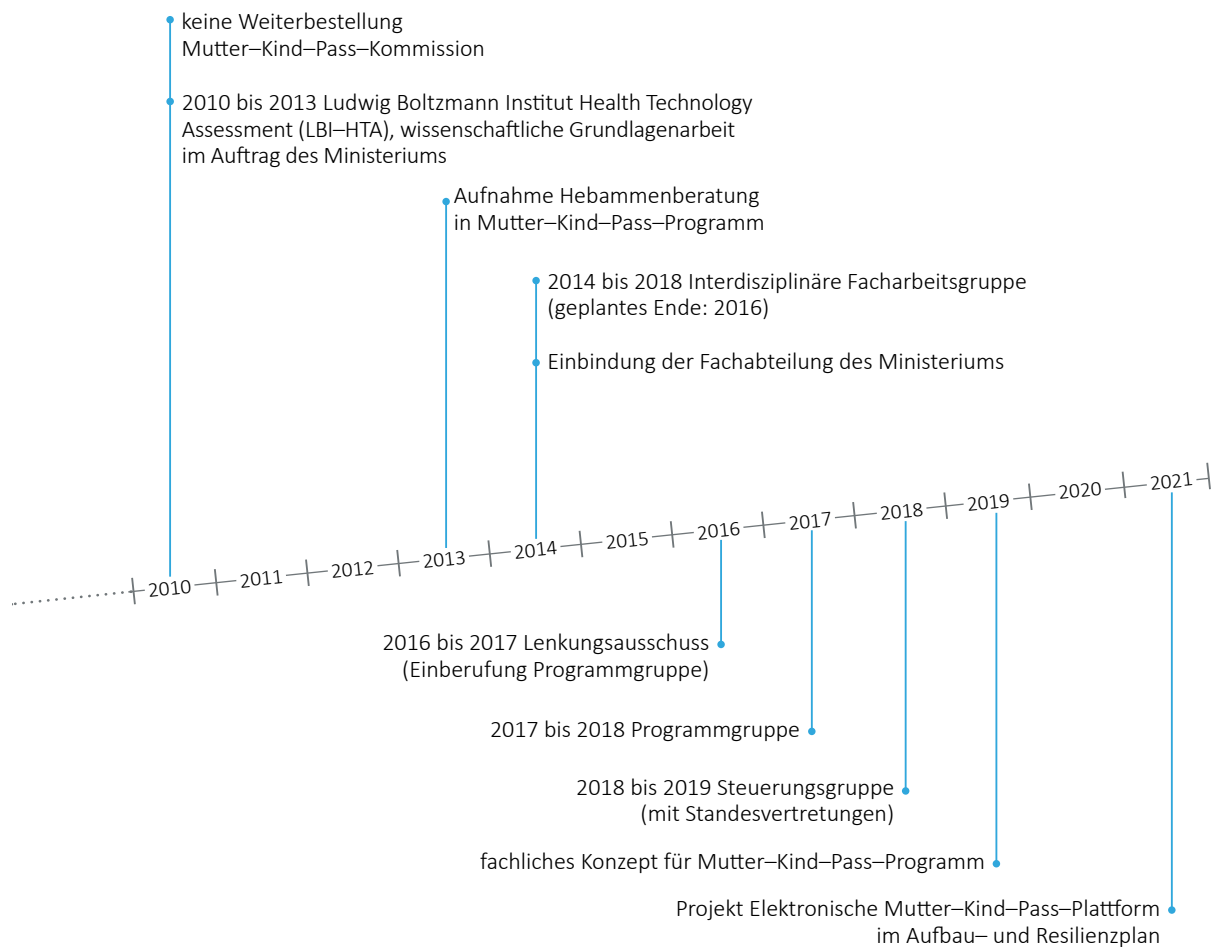 keine Weiterbestellung
Mutter–Kind–Pass–Kommission
2010 bis 2013 Ludwig Boltzmann Institut Health Technology
Assessment (LBI–HTA), wissenschaftliche Grundlagenarbeit
im Auftrag des Ministeriums
Aufnahme Hebammenberatung
in Mutter–Kind–Pass–Programm
2014 bis 2018 Interdisziplinäre Facharbeitsgruppe
(geplantes Ende: 2016)
Einbindung der Fachabteilung des Ministeriums
2010
2011
2012
2013
2014
2015
2016
2017
2018
2019
2020
2021
2016 bis 2017 Lenkungsausschuss
(Einberufung Programmgruppe)
2017 bis 2018 Programmgruppe
2018 bis 2019 Steuerungsgruppe
(mit Standesvertretungen)
fachliches Konzept für Mutter–Kind–Pass–Programm
Projekt Elektronische Mutter–Kind–Pass–Plattform
im Aufbau– und Resilienzplan